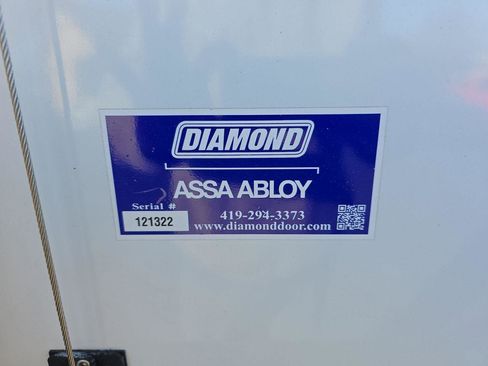 DIAMOND
ASSA ABLOY
Serial #
121322
419-294-3373
www.diamonddoor.com